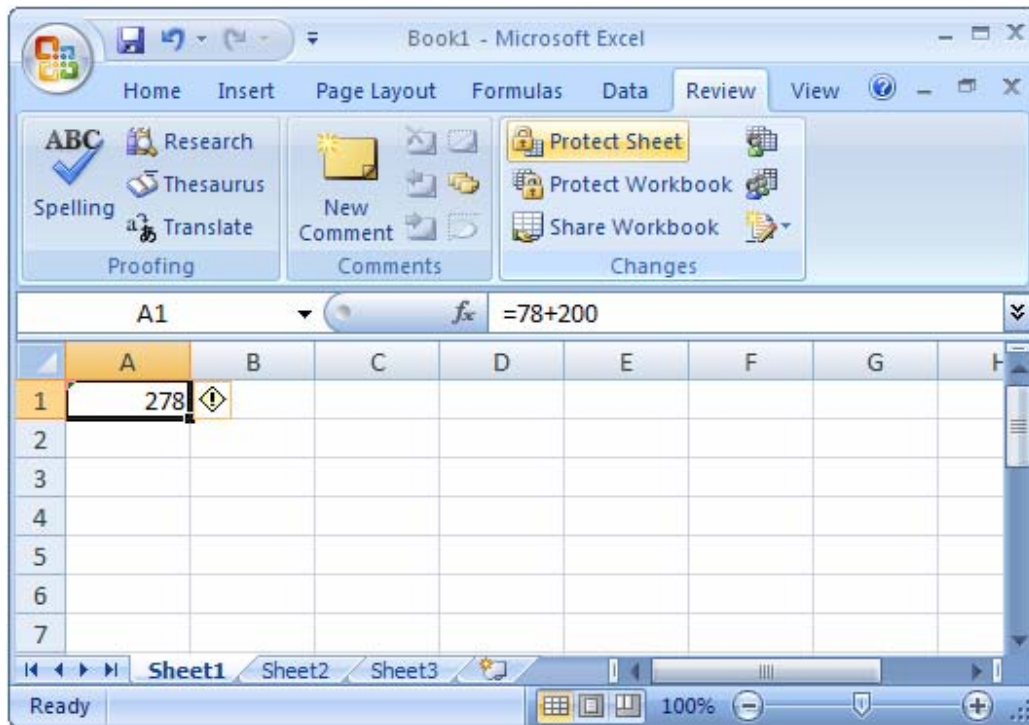 Book1 - Microsoft Excel
Home Insert Page Layout Formulas Data Review View
ABC Research Protect Sheet
Thesaurus Protect Workbook
Spelling New
Translate Comment Share Workbook
Proofing Comments Changes
A1 fx =78+200
A B C D E F G H
1 278
2
3
4
5
6
7
Sheet1 Sheet2 Sheet3
Ready 100%